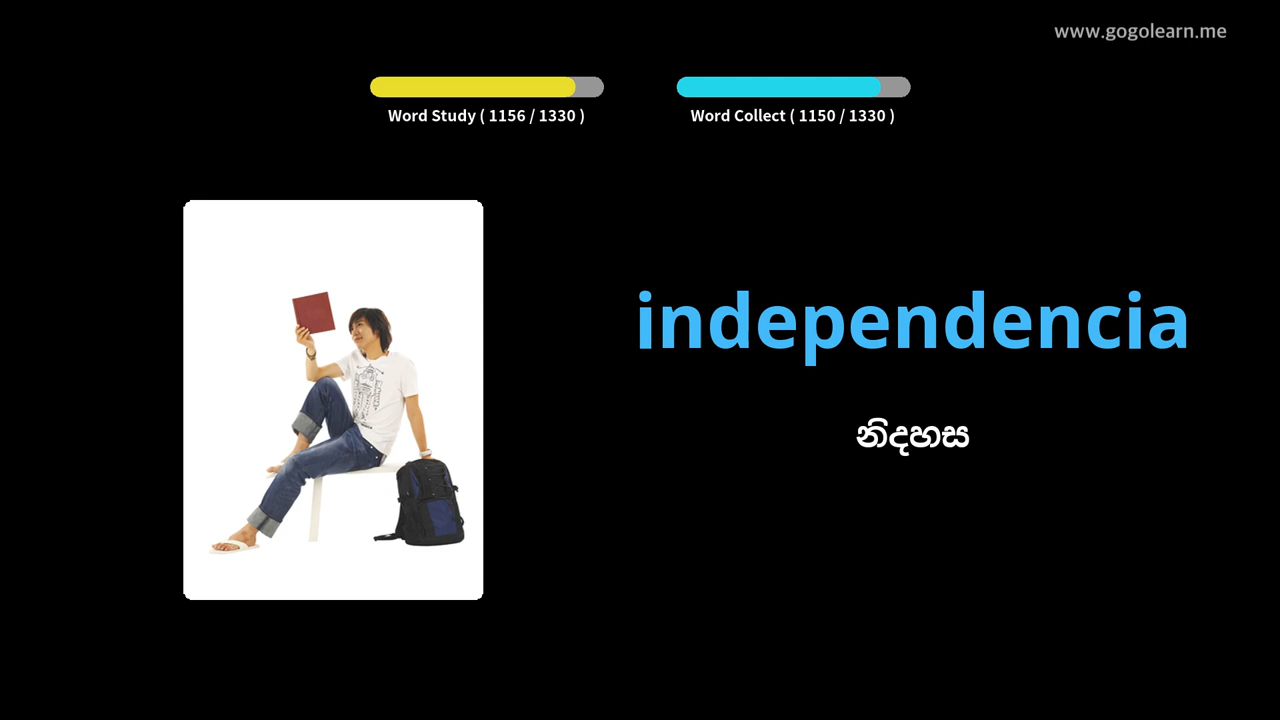 www.gogolearn.me
Word Study ( 1156 / 1330 )
Word Collect ( 1150 / 1330 )
independencia
නිදහස